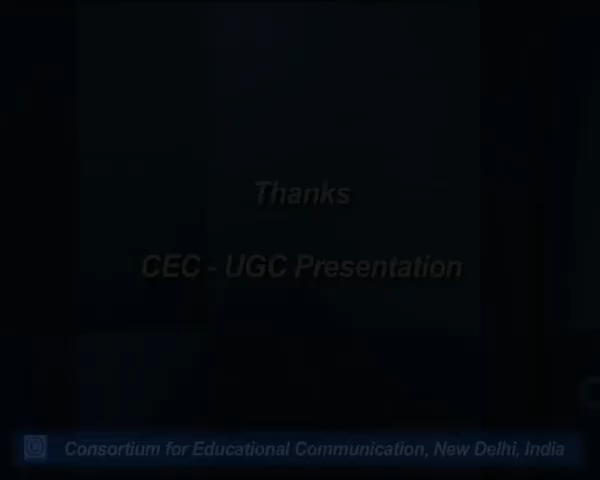 Thanks
CEC - UGC Presentation
Consortium for Educational Communication, New Delhi, India